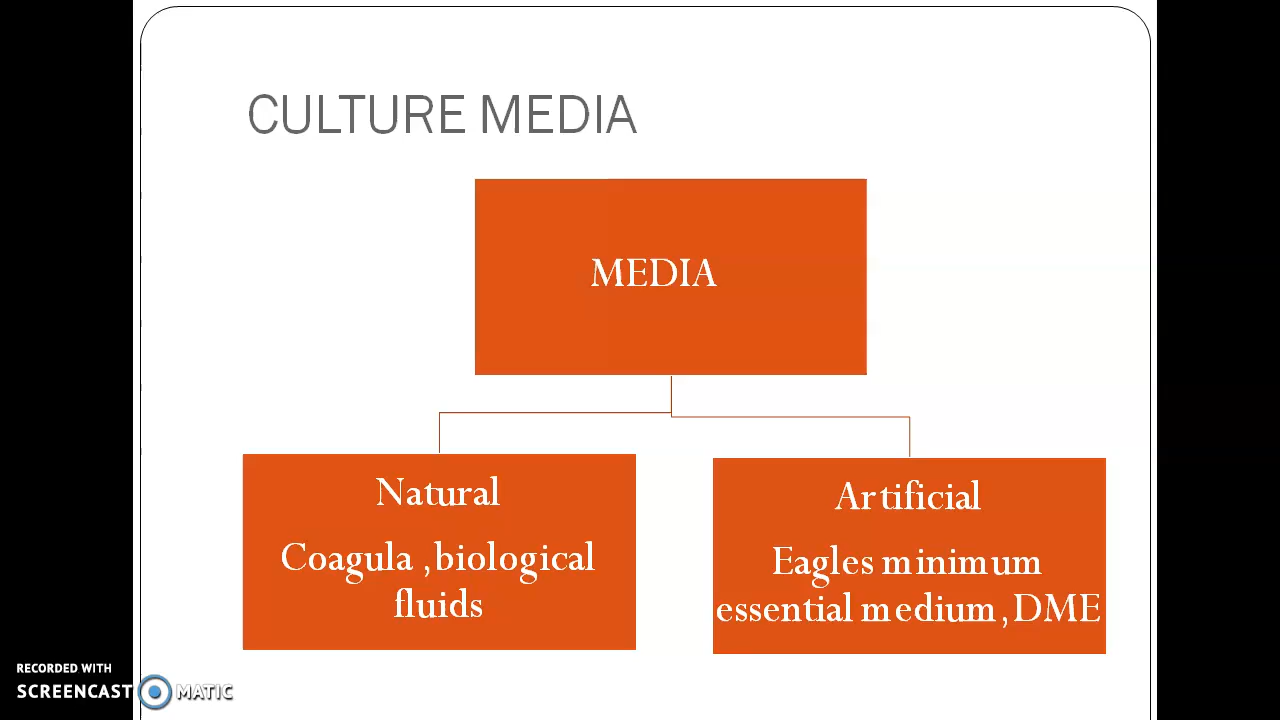 CULTURE MEDIA
MEDIA
Natural
Coagula ,biological
fluids
Artificial
Eagles minimum
essential medium, DME
RECORDED WITH
SCREENCAST MATIC